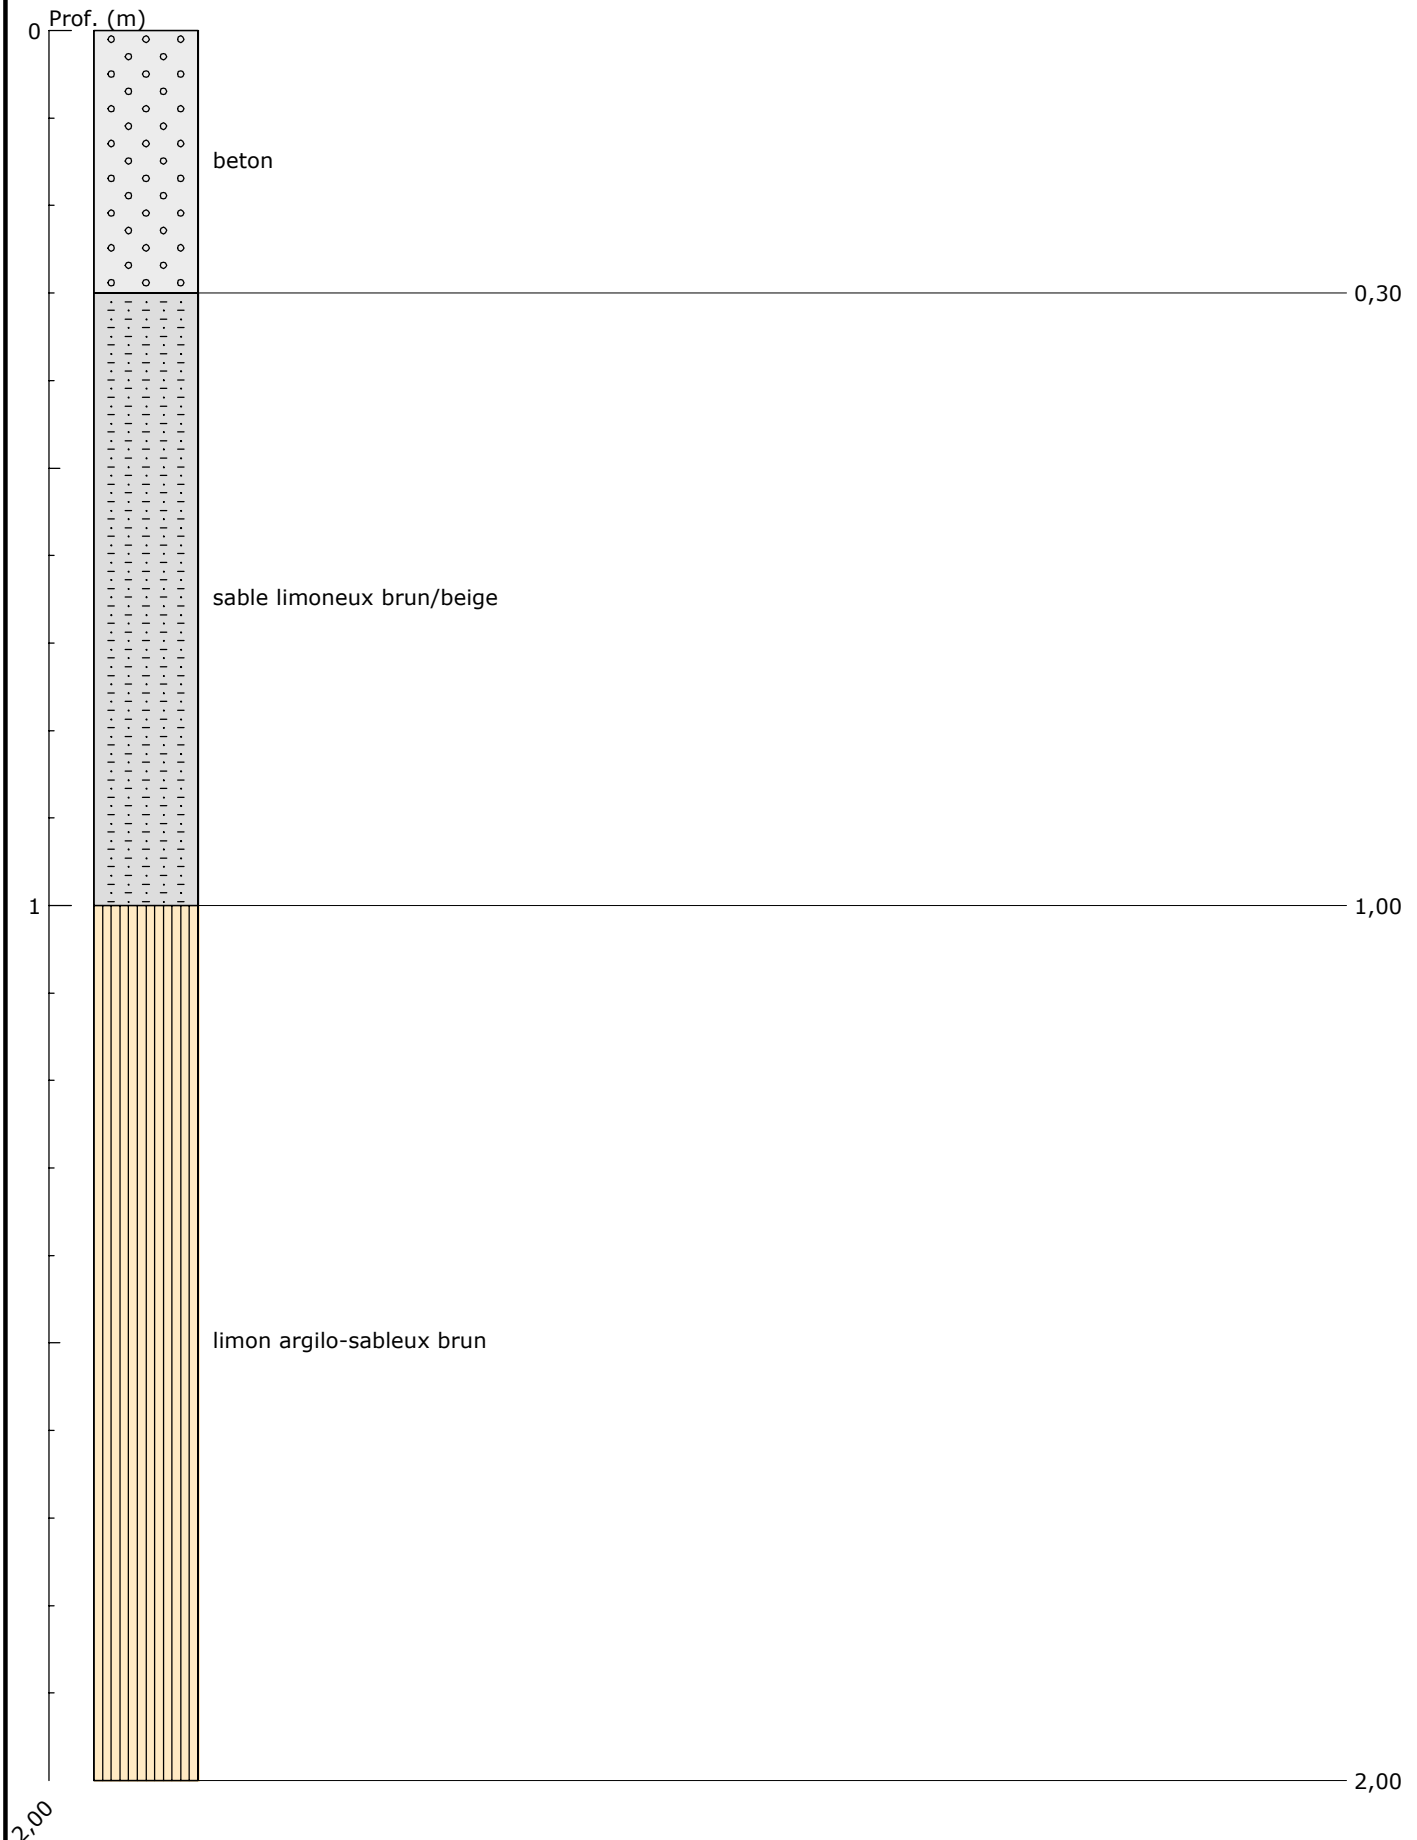 Prof. (m)
0
beton
0,30
sable limoneux brun/beige
1
1,00
limon argilo-sableux brun
2,00
2,00